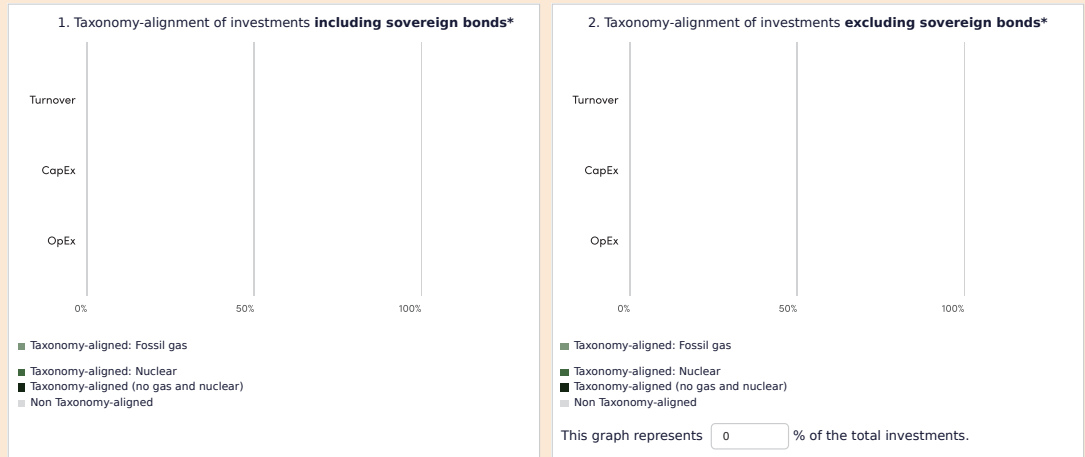 1. Taxonomy-alignment of investments including sovereign bonds*
Turnover
CapEx
OpEx
0% 50% 100%
Taxonomy-aligned: Fossil gas
Taxonomy-aligned: Nuclear
Taxonomy-aligned (no gas and nuclear)
Non Taxonomy-aligned
2. Taxonomy-alignment of investments excluding sovereign bonds*
Turnover
CapEx
OpEx
0% 50% 100%
Taxonomy-aligned: Fossil gas
Taxonomy-aligned: Nuclear
Taxonomy-aligned (no gas and nuclear)
Non Taxonomy-aligned
This graph represents 0 % of the total investments.